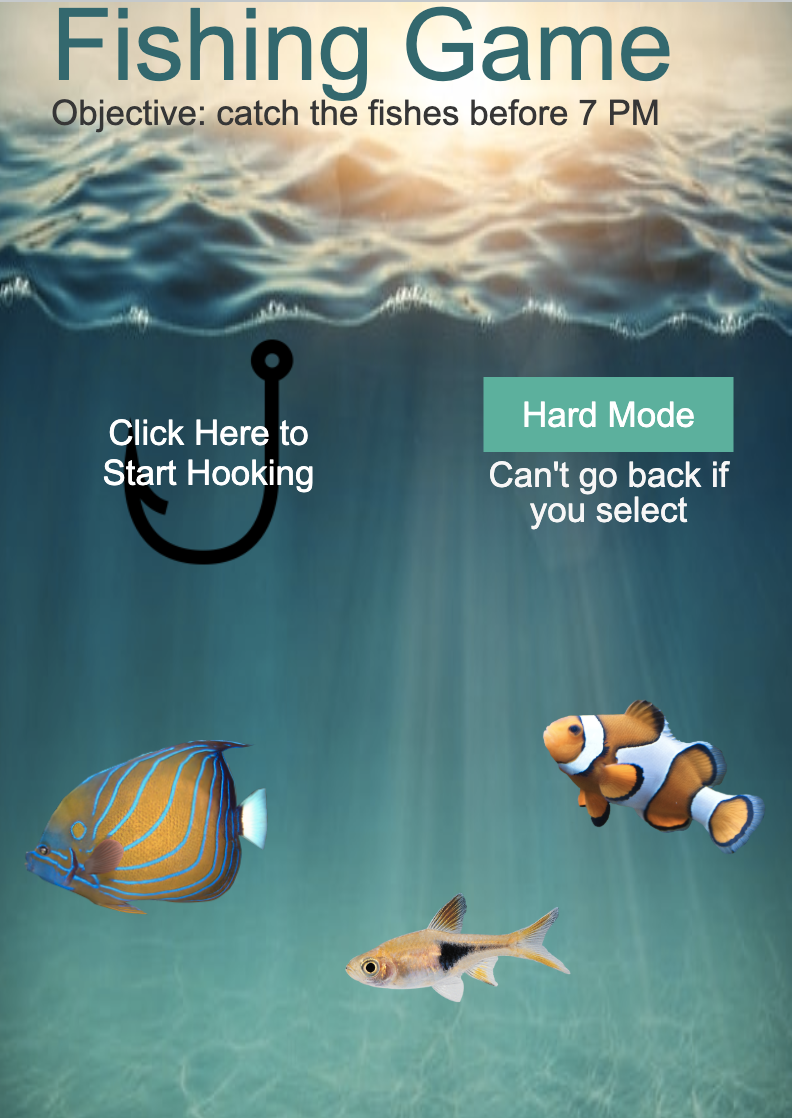 Fishing Game
Objective: catch the fishes before 7 PM
Click Here to
Start Hooking
Hard Mode
Can't go back if
you select